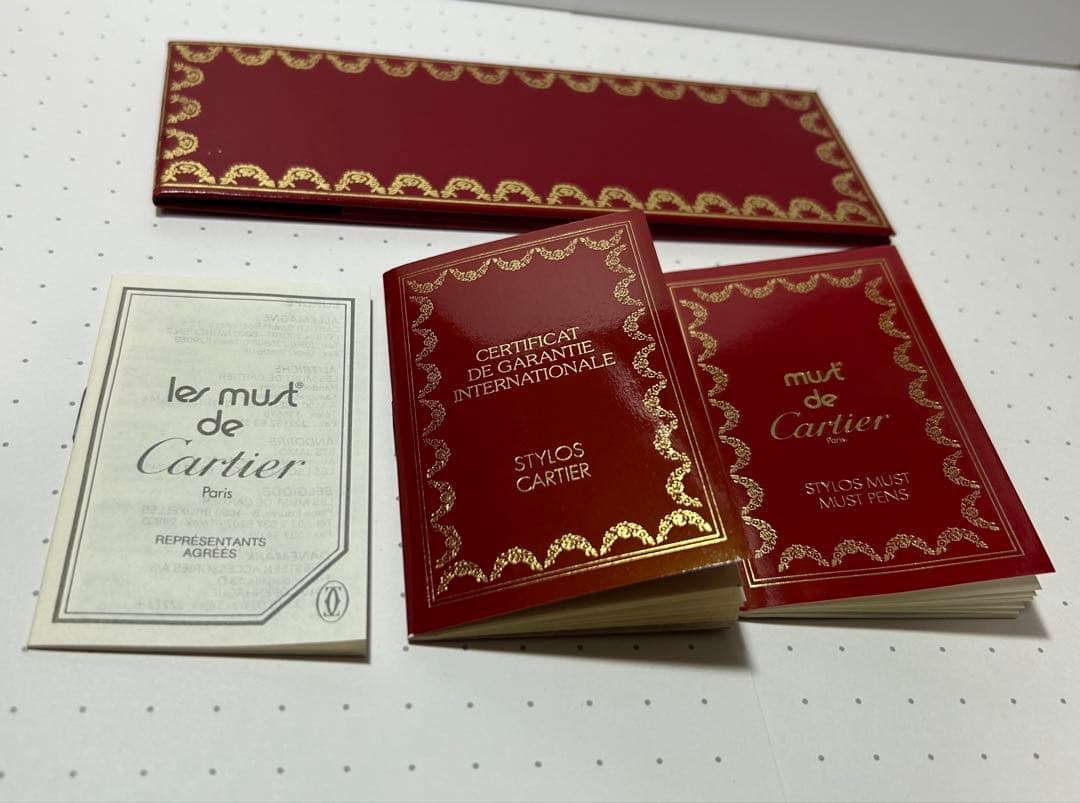 les must®
de
Cartier
Paris
REPRÉSENTANTS
AGRÉÉS
CERTIFICAT
DE GARANTIE
INTERNATIONALE
STYLOS
CARTIER
must
de
Cartier
Paris
STYLOS MUST
MUST PENS